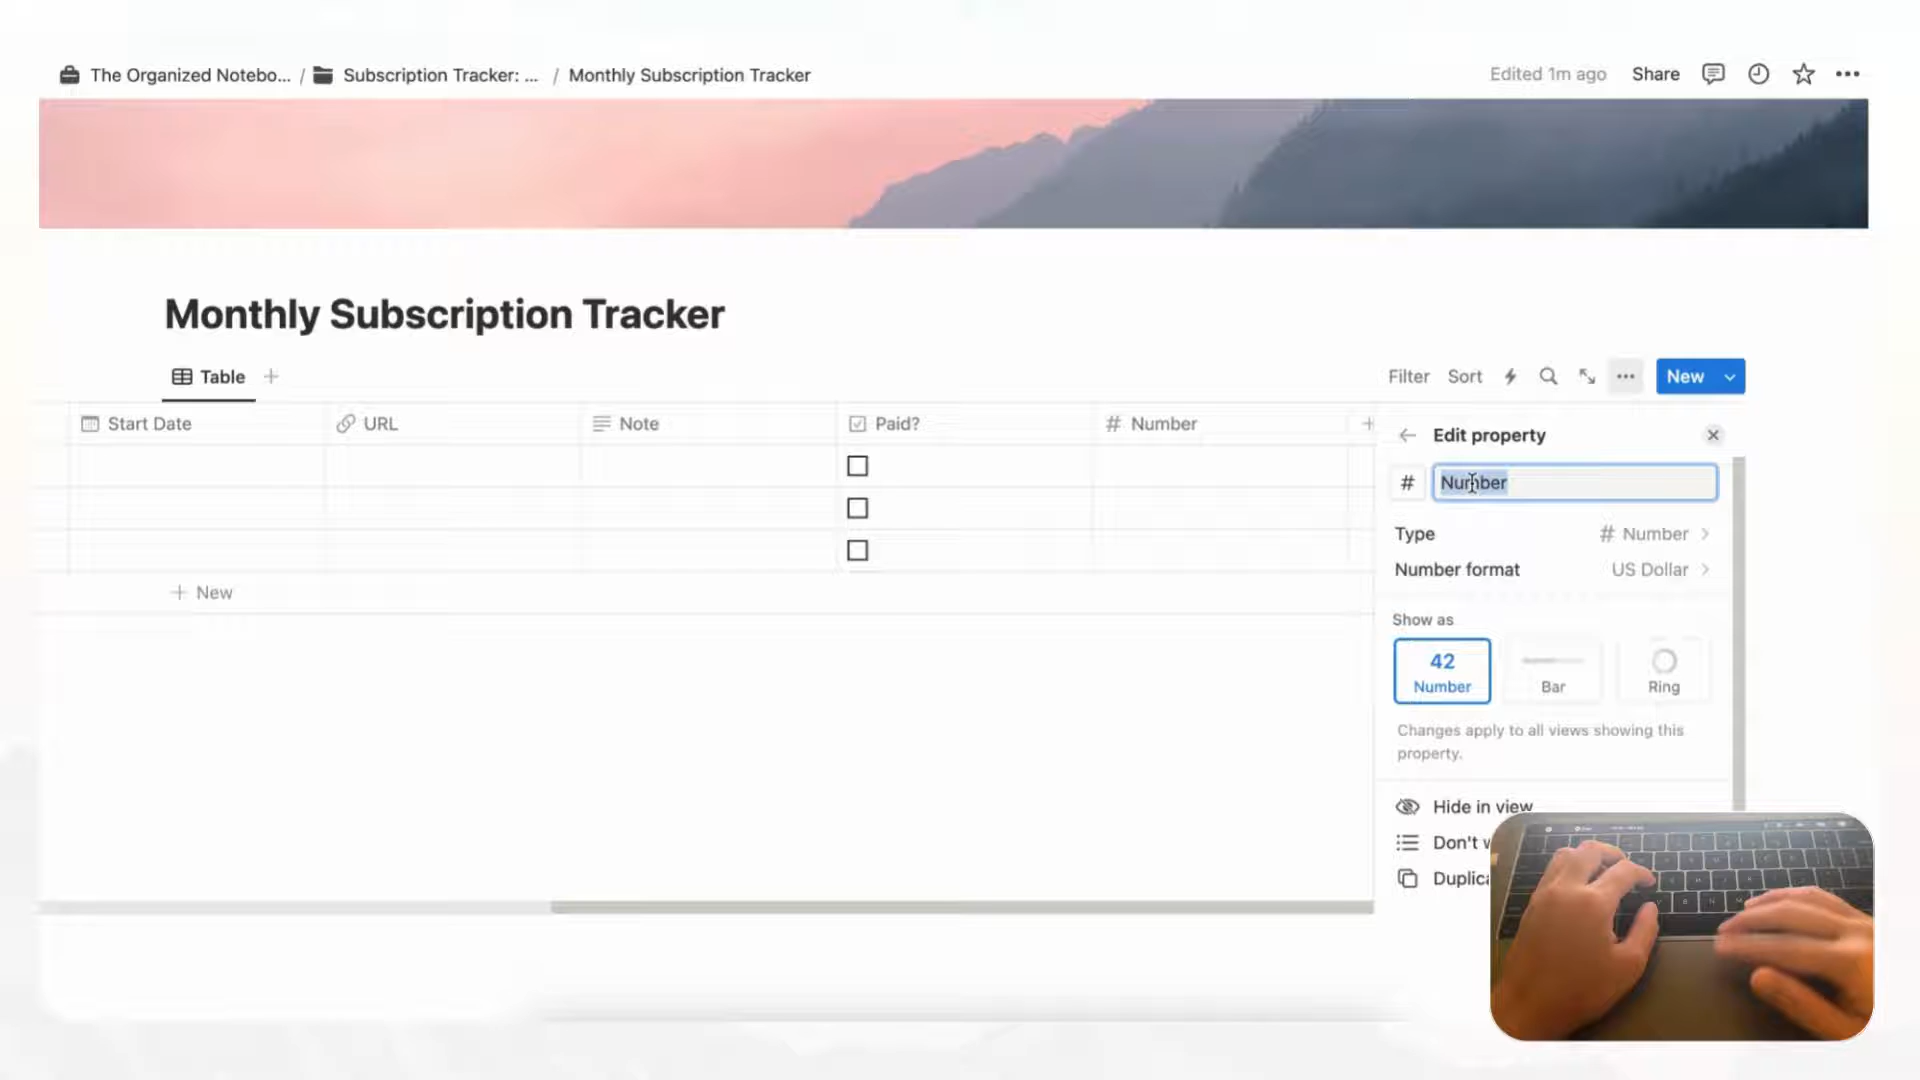 The Organized Notebo... / Subscription Tracker: ... / Monthly Subscription Tracker
Edited 1m ago Share
Monthly Subscription Tracker
Table
Filter Sort New
Start Date URL Note Paid? # Number
Edit property
# Number
Type # Number
Number format US Dollar
New
Show as
42
Number Bar Ring
Changes apply to all views showing this
property.
Hide in view
Don't
Duplica